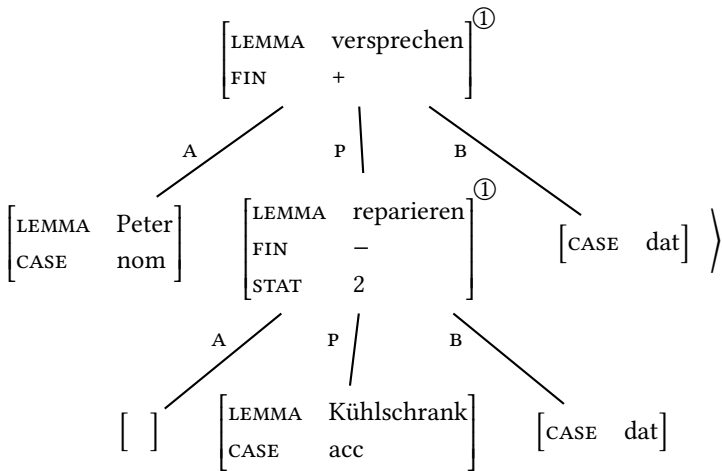 [LEMMA versprechen
FIN +]①
A P B
[LEMMA Peter
CASE nom]
[LEMMA reparieren
FIN –
STAT 2]①
[CASE dat] ⟩
A P B
[ ]
[LEMMA Kühlschrank
CASE acc]
[CASE dat]